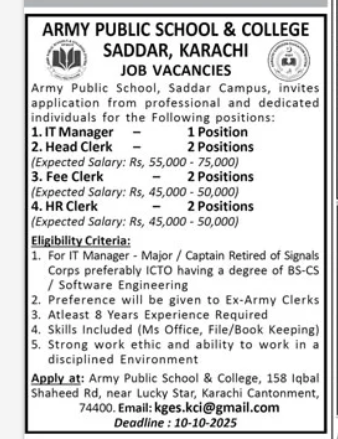 ARMY PUBLIC SCHOOL & COLLEGE
SADDAR, KARACHI
JOB VACANCIES
Army Public School, Saddar Campus, invites
application from professional and dedicated
individuals for the Following positions:
1. IT Manager – 1 Position
2. Head Clerk – 2 Positions
(Expected Salary: Rs, 55,000 - 75,000)
3. Fee Clerk – 2 Positions
(Expected Salary: Rs, 45,000 - 50,000)
4. HR Clerk – 2 Positions
(Expected Salary: Rs, 45,000 - 50,000)
Eligibility Criteria:
1. For IT Manager - Major / Captain Retired of Signals
Corps preferably ICTO having a degree of BS-CS
/ Software Engineering
2. Preference will be given to Ex-Army Clerks
3. Atleast 8 Years Experience Required
4. Skills Included (Ms Office, File/Book Keeping)
5. Strong work ethic and ability to work in a
disciplined Environment
Apply at: Army Public School & College, 158 Iqbal
Shaheed Rd, near Lucky Star, Karachi Cantonment,
74400. Email: kges.kci@gmail.com
Deadline : 10-10-2025